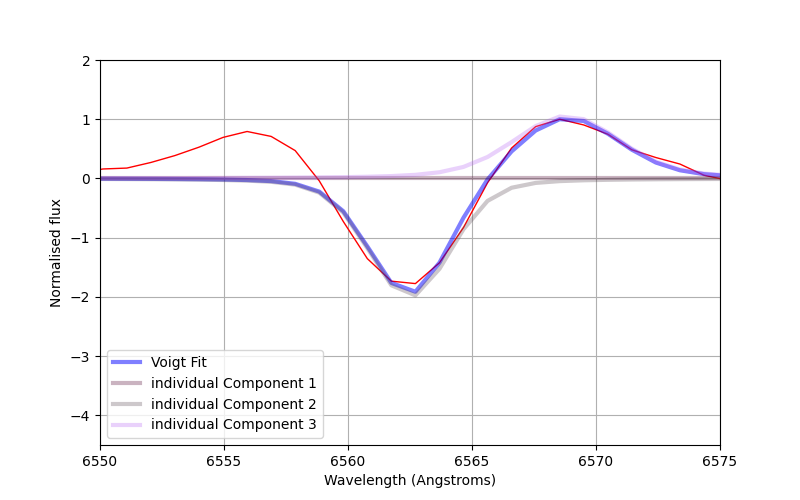 2
1
0
−1
−2
−3
−4
Normalised flux
Voigt Fit
individual Component 1
individual Component 2
individual Component 3
6550 6555 6560 6565 6570 6575
Wavelength (Angstroms)